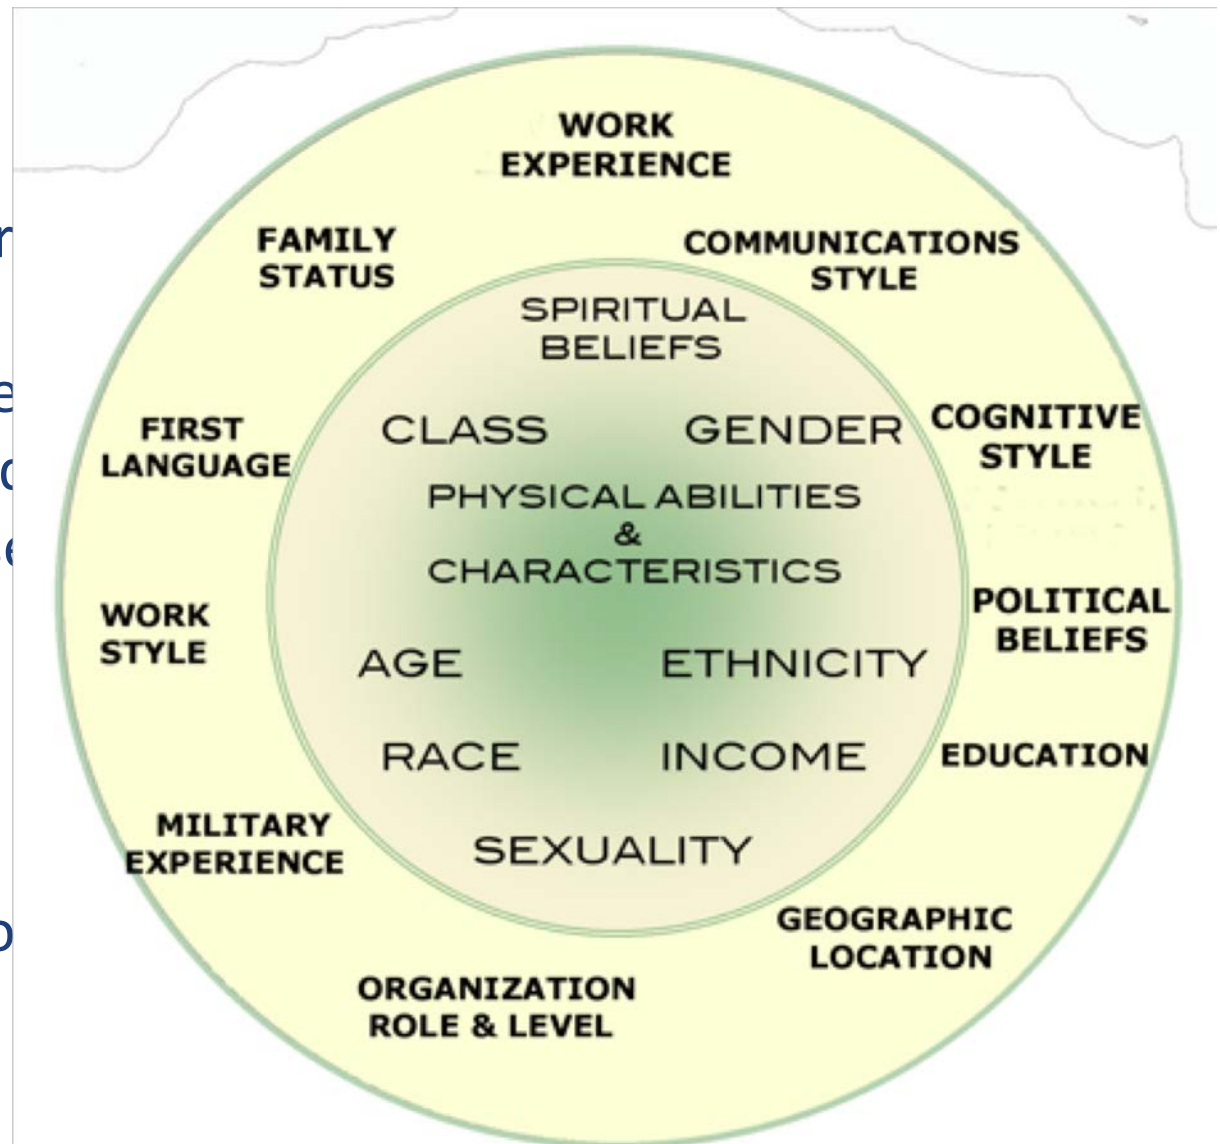 WORK
EXPERIENCE
FAMILY
STATUS
COMMUNICATIONS
STYLE
SPIRITUAL
BELIEFS
FIRST
LANGUAGE
CLASS
GENDER
COGNITIVE
STYLE
PHYSICAL ABILITIES
&
CHARACTERISTICS
WORK
STYLE
POLITICAL
BELIEFS
AGE
ETHNICITY
RACE
INCOME
EDUCATION
MILITARY
EXPERIENCE
SEXUALITY
GEOGRAPHIC
LOCATION
ORGANIZATION
ROLE & LEVEL